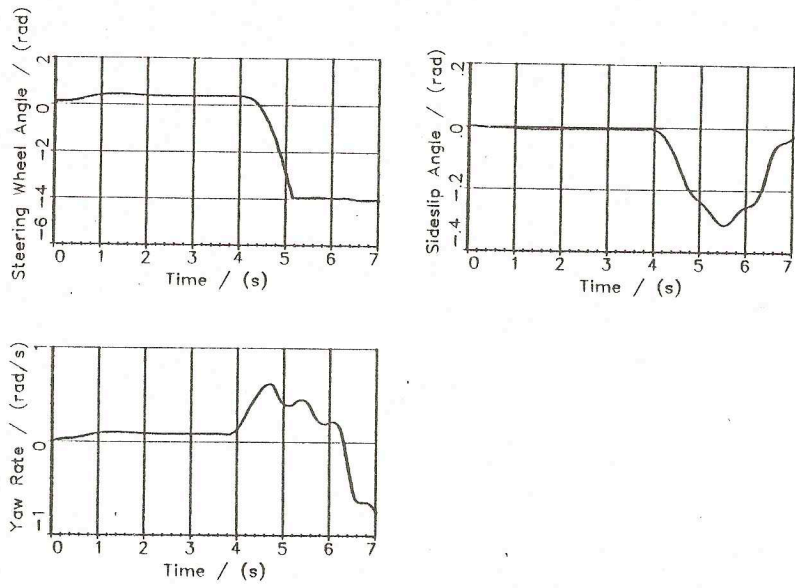 Steering Wheel Angle / (rad)
2
0
-2
-4
-6
0 1 2 3 4 5 6 7
Time / (s)
Sideslip Angle / (rad)
.2
.0
-.2
-.4
0 1 2 3 4 5 6 7
Time / (s)
Yaw Rate / (rad/s)
1
0
-1
0 1 2 3 4 5 6 7
Time / (s)